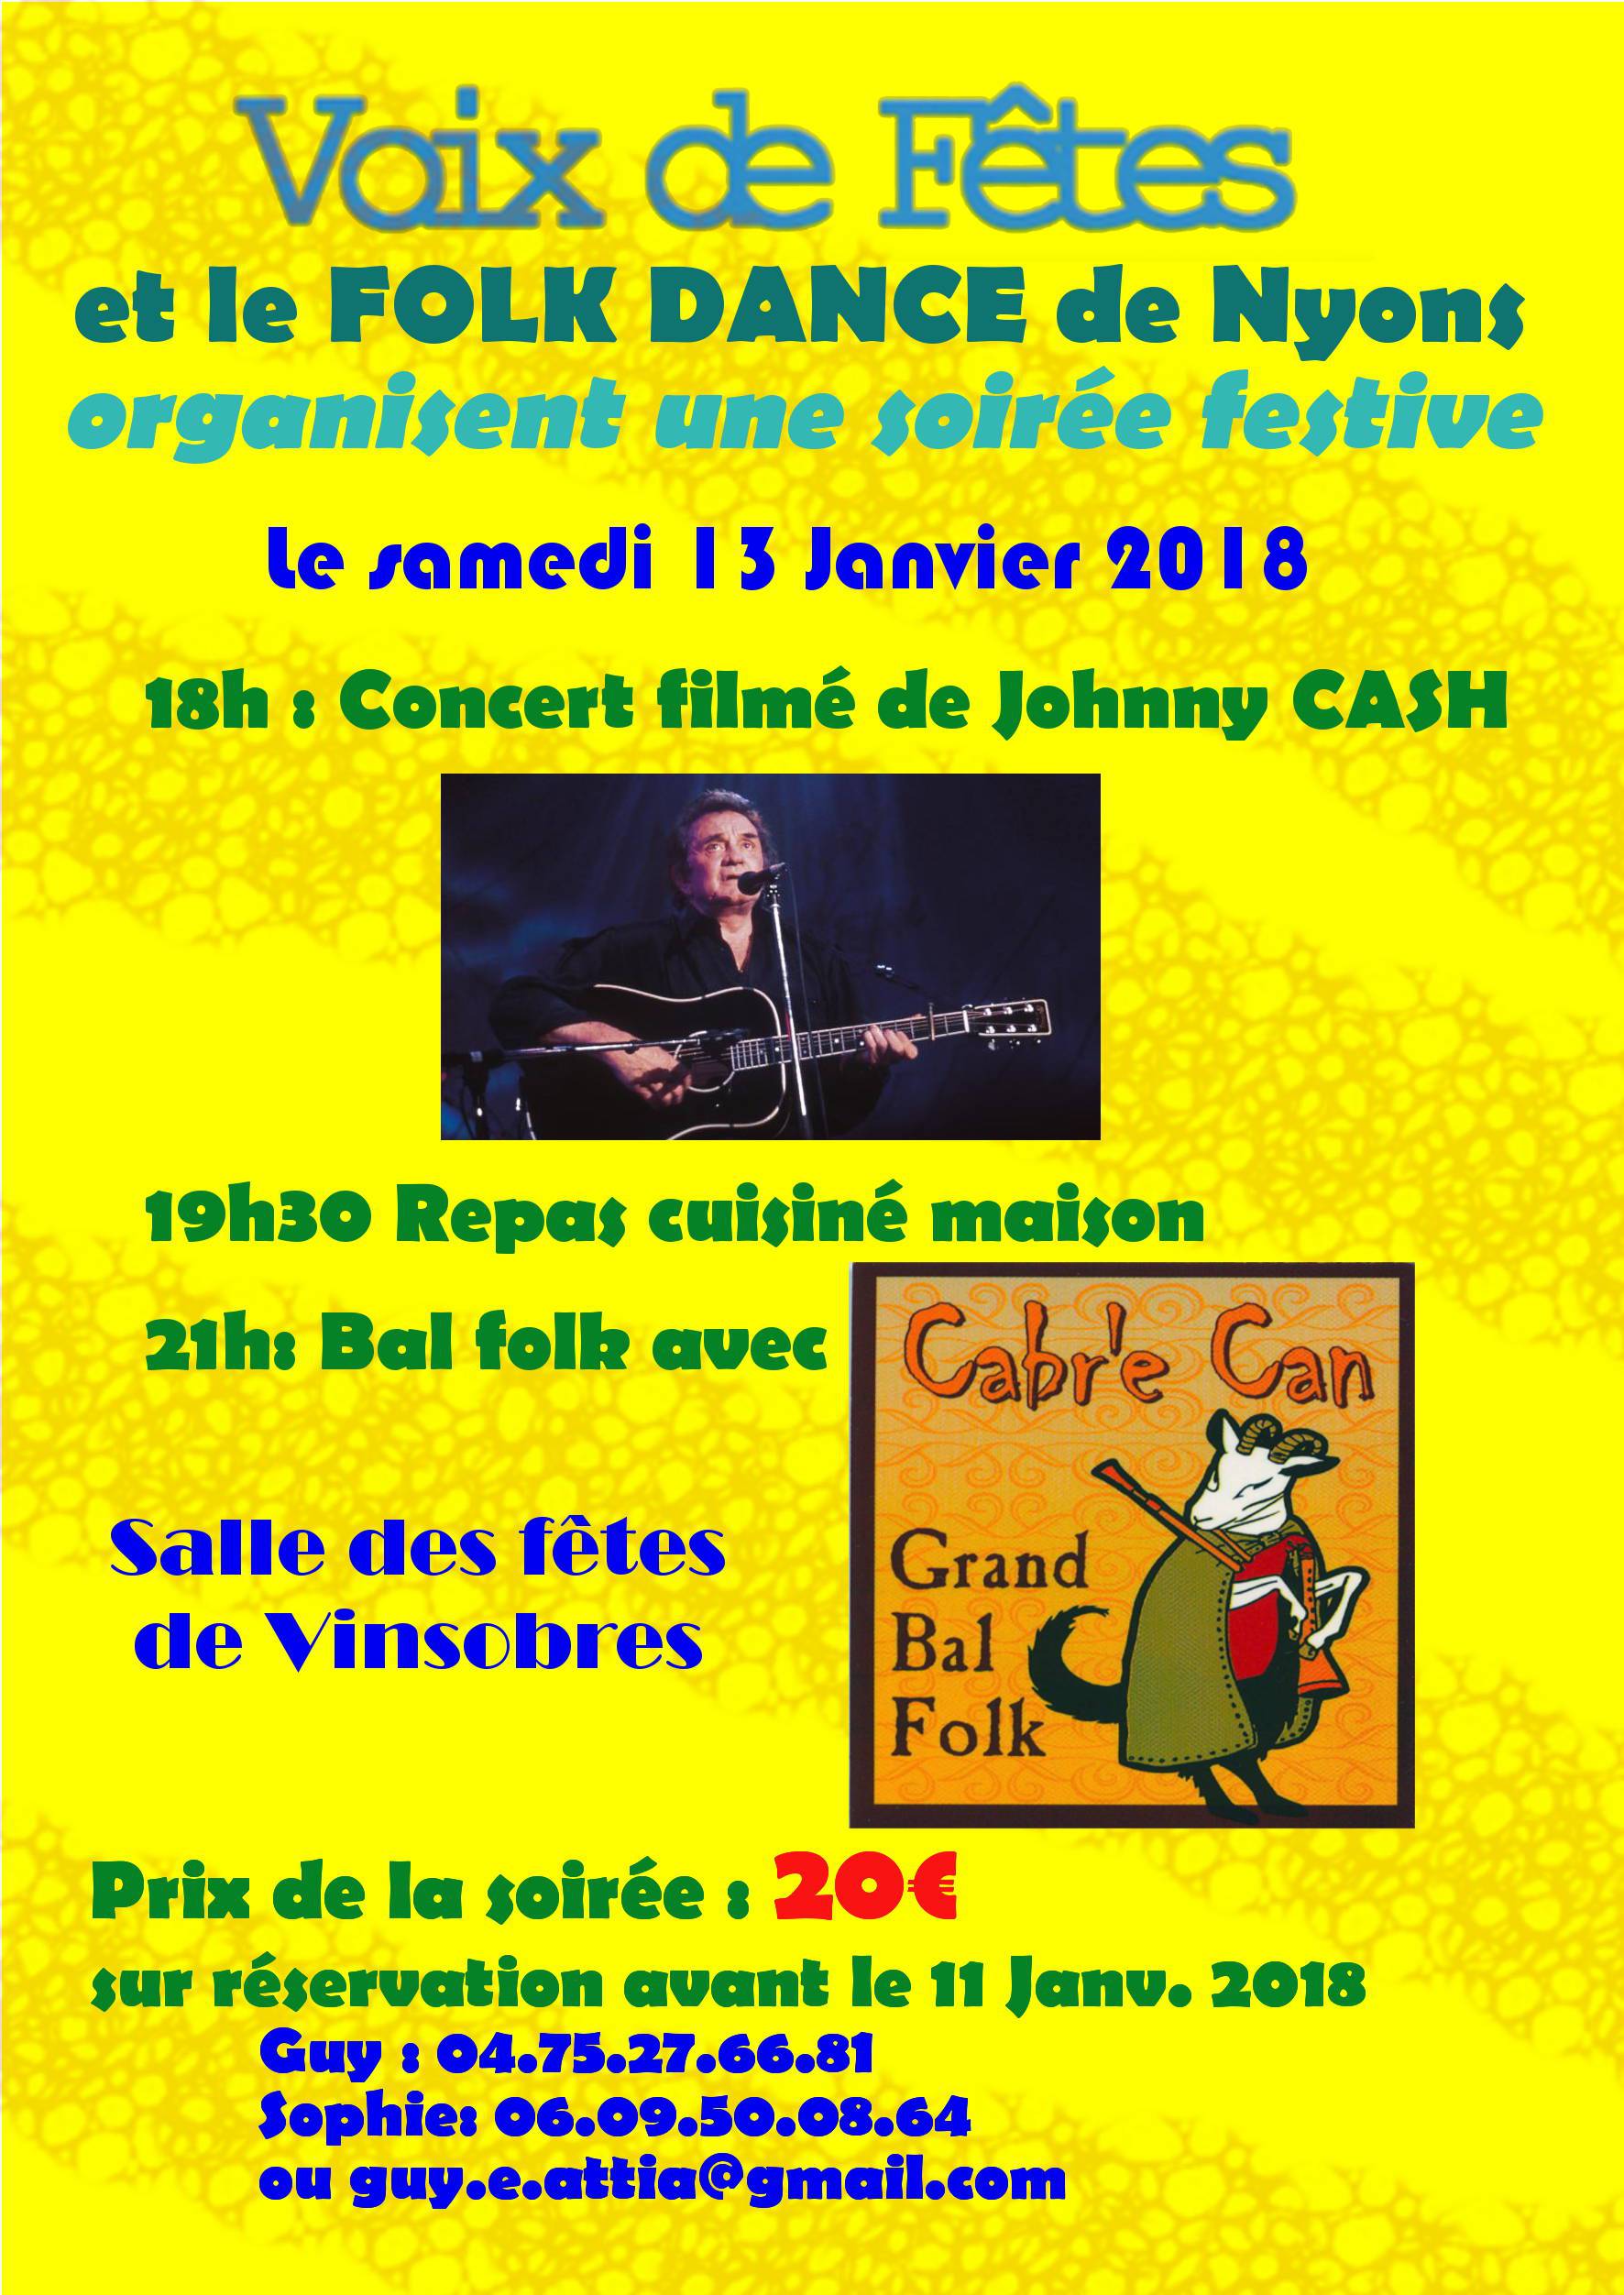 Voix de Fêtes
et le FOLK DANCE de Nyons
organisent une soirée festive
Le samedi 13 Janvier 2018
18h : Concert filmé de Johnny CASH
19h30 Repas cuisiné maison
21h: Bal folk avec
Cabr'e Can
Grand
Bal
Folk
Salle des fêtes
de Vinsobres
Prix de la soirée : 20€
sur réservation avant le 11 Janv. 2018
Guy : 04.75.27.66.81
Sophie: 06.09.50.08.64
ou guy.e.attia@gmail.com